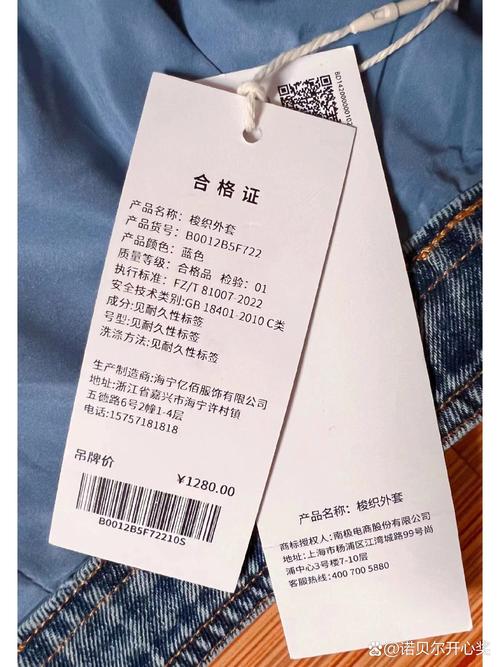 合格证
产品名称：梭织外套
产品货号：B0012B5F722
产品颜色：蓝色
质量等级：合格品 检验：01
执行标准：FZ/T 81007-2022
安全技术类别:GB 18401-2010 C类
成分:见耐久性标签
号型:见耐久性标签
洗涤方法:见耐久性标签
生产制造商:海宁亿佰服饰有限公司
地址:浙江省嘉兴市海宁许村镇
五德路6号2幢1-4层
电话:15757181818
吊牌价
¥1280.00
B0012B5F72210S
产品名称：梭织外套
商标授权人：南极电商股份有限公司
地址:上海市杨浦区江湾城路99号尚
浦中心3号楼7-10层
客服热线:400 700 5880
@诺贝尔开心奖